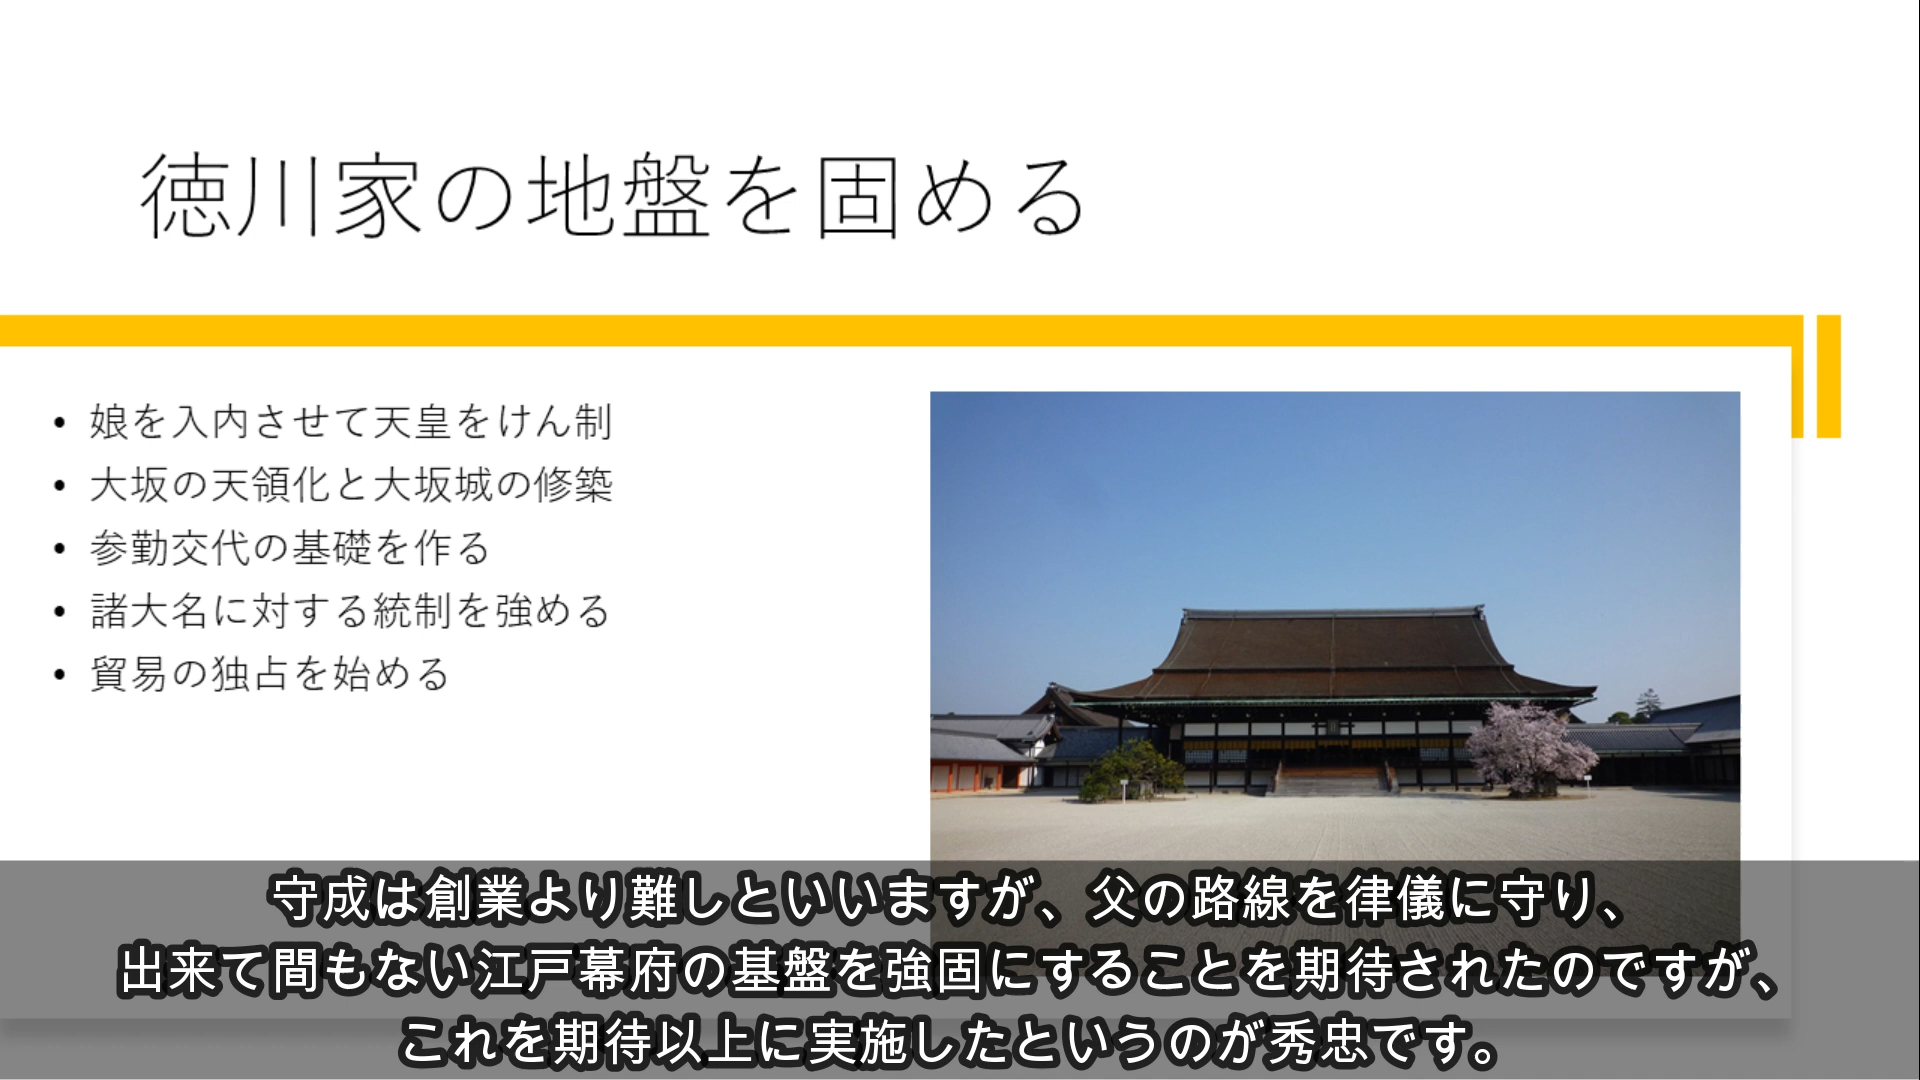 徳川家の地盤を固める
• 娘を入内させて天皇をけん制
• 大坂の天領化と大坂城の修築
• 参勤交代の基礎を作る
• 諸大名に対する統制を強める
• 貿易の独占を始める
守成は創業より難しといいますが、父の路線を律儀に守り、
出来て間もない江戸幕府の基盤を強固にすることを期待されたのですが、
これを期待以上に実施したというのが秀忠です。